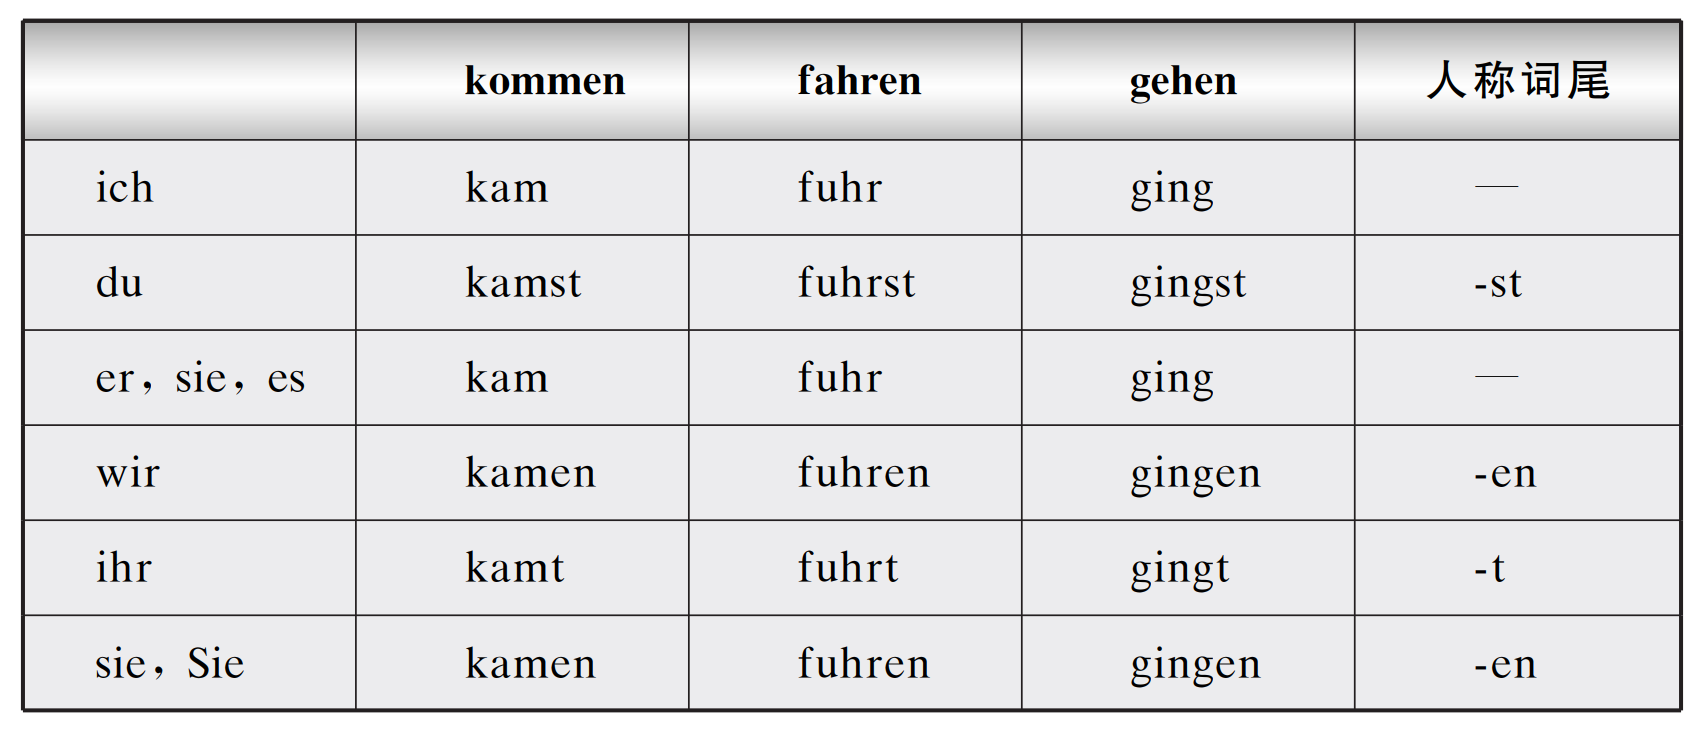 kommen fahren gehen 人称词尾
ich kam fuhr ging —
du kamst fuhrst gingst -st
er，sie，es kam fuhr ging —
wir kamen fuhren gingen -en
ihr kamt fuhrt gingt -t
sie，Sie kamen fuhren gingen -en